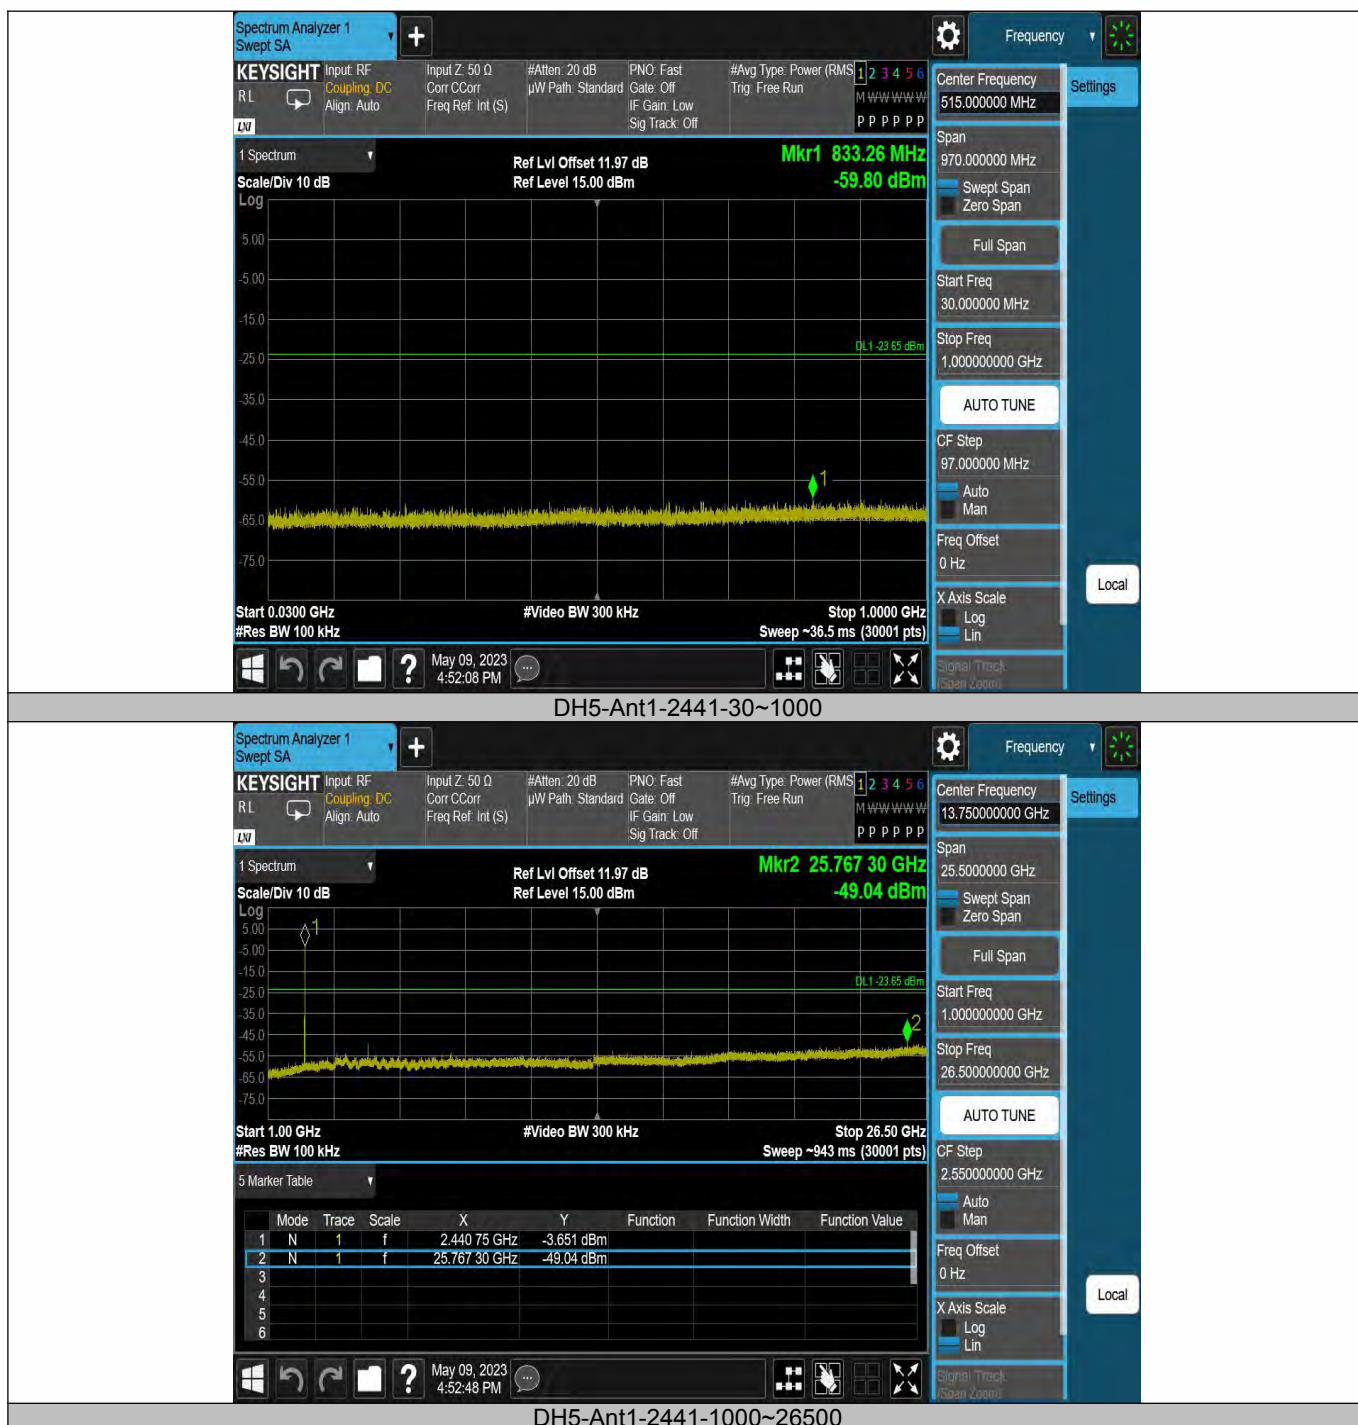 Spectrum Analyzer 1
Swept SA
+
Frequency
KEYSIGHT
RL
LXI
Input: RF
Coupling: DC
Align: Auto
Input Z: 50 Ω
Corr CCorr
Freq Ref: Int (S)
#Atten: 20 dB
µW Path: Standard
PNO: Fast
Gate: Off
IF Gain: Low
Sig Track: Off
#Avg Type: Power (RMS
Trig: Free Run
1 2 3 4 5 6
M W W W W W
P P P P P P
Center Frequency
515.000000 MHz
Settings
Span
970.000000 MHz
Swept Span
Zero Span
Full Span
Start Freq
30.000000 MHz
Stop Freq
1.000000000 GHz
AUTO TUNE
CF Step
97.000000 MHz
Auto
Man
Freq Offset
0 Hz
X Axis Scale
Log
Lin
Signal Track
(Span Zoom)
Local
1 Spectrum
Scale/Div 10 dB
Log
Ref Lvl Offset 11.97 dB
Ref Level 15.00 dBm
Mkr1 833.26 MHz
-59.80 dBm
5.00
-5.00
-15.0
DL1 -23.65 dBm
-25.0
-35.0
-45.0
-55.0
1
-65.0
-75.0
Start 0.0300 GHz
#Video BW 300 kHz
Stop 1.0000 GHz
#Res BW 100 kHz
Sweep ~36.5 ms (30001 pts)
?
May 09, 2023
4:52:08 PM
DH5-Ant1-2441-30~1000
Spectrum Analyzer 1
Swept SA
+
Frequency
KEYSIGHT
RL
LXI
Input: RF
Coupling: DC
Align: Auto
Input Z: 50 Ω
Corr CCorr
Freq Ref: Int (S)
#Atten: 20 dB
µW Path: Standard
PNO: Fast
Gate: Off
IF Gain: Low
Sig Track: Off
#Avg Type: Power (RMS
Trig: Free Run
1 2 3 4 5 6
M W W W W W
P P P P P P
Center Frequency
13.750000000 GHz
Settings
Span
25.5000000 GHz
Swept Span
Zero Span
Full Span
Start Freq
1.000000000 GHz
Stop Freq
26.500000000 GHz
AUTO TUNE
CF Step
2.550000000 GHz
Auto
Man
Freq Offset
0 Hz
X Axis Scale
Log
Lin
Signal Track
(Span Zoom)
Local
1 Spectrum
Scale/Div 10 dB
Log
Ref Lvl Offset 11.97 dB
Ref Level 15.00 dBm
Mkr2 25.767 30 GHz
-49.04 dBm
1
5.00
-5.00
-15.0
DL1 -23.65 dBm
-25.0
-35.0
2
-45.0
-55.0
-65.0
-75.0
Start 1.00 GHz
#Video BW 300 kHz
Stop 26.50 GHz
#Res BW 100 kHz
Sweep ~943 ms (30001 pts)
5 Marker Table
Mode Trace Scale X Y Function Function Width Function Value
1 N 1 f 2.440 75 GHz -3.651 dBm
2 N 1 f 25.767 30 GHz -49.04 dBm
3
4
5
6
?
May 09, 2023
4:52:48 PM
DH5-Ant1-2441-1000~26500